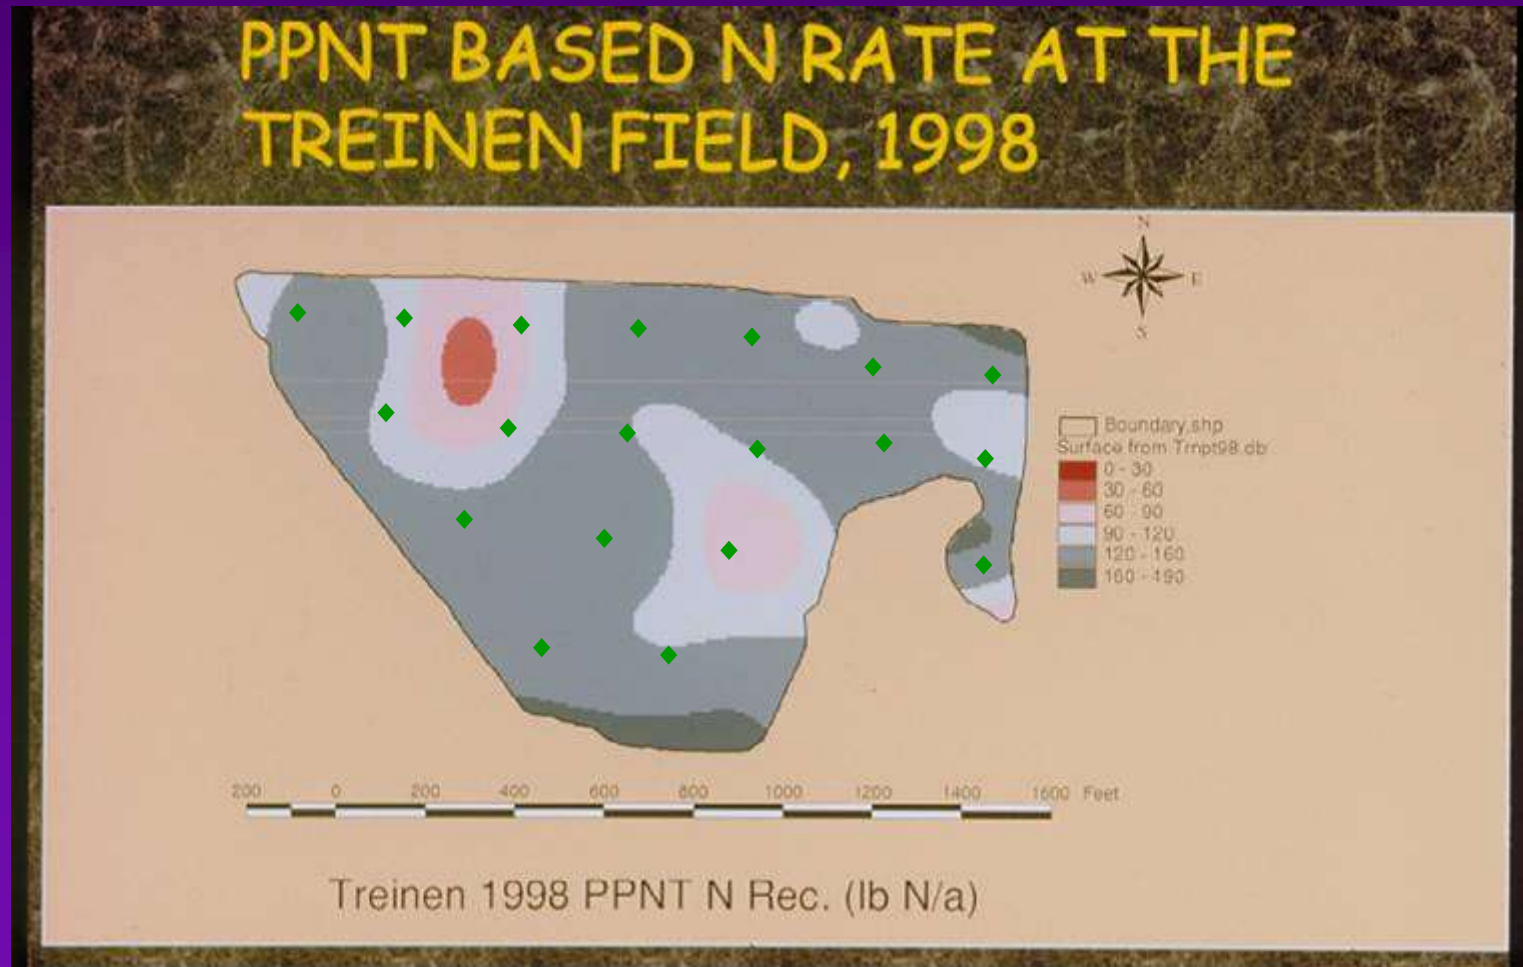 PPNT BASED N RATE AT THE
TREINEN FIELD, 1998
N
W E
S
Boundary.shp
Surface from Trnpt98.db
0 - 30
30 - 60
60 - 90
90 - 120
120 - 160
160 - 190
200 0 200 400 600 800 1000 1200 1400 1600 Feet
Treinen 1998 PPNT N Rec. (lb N/a)